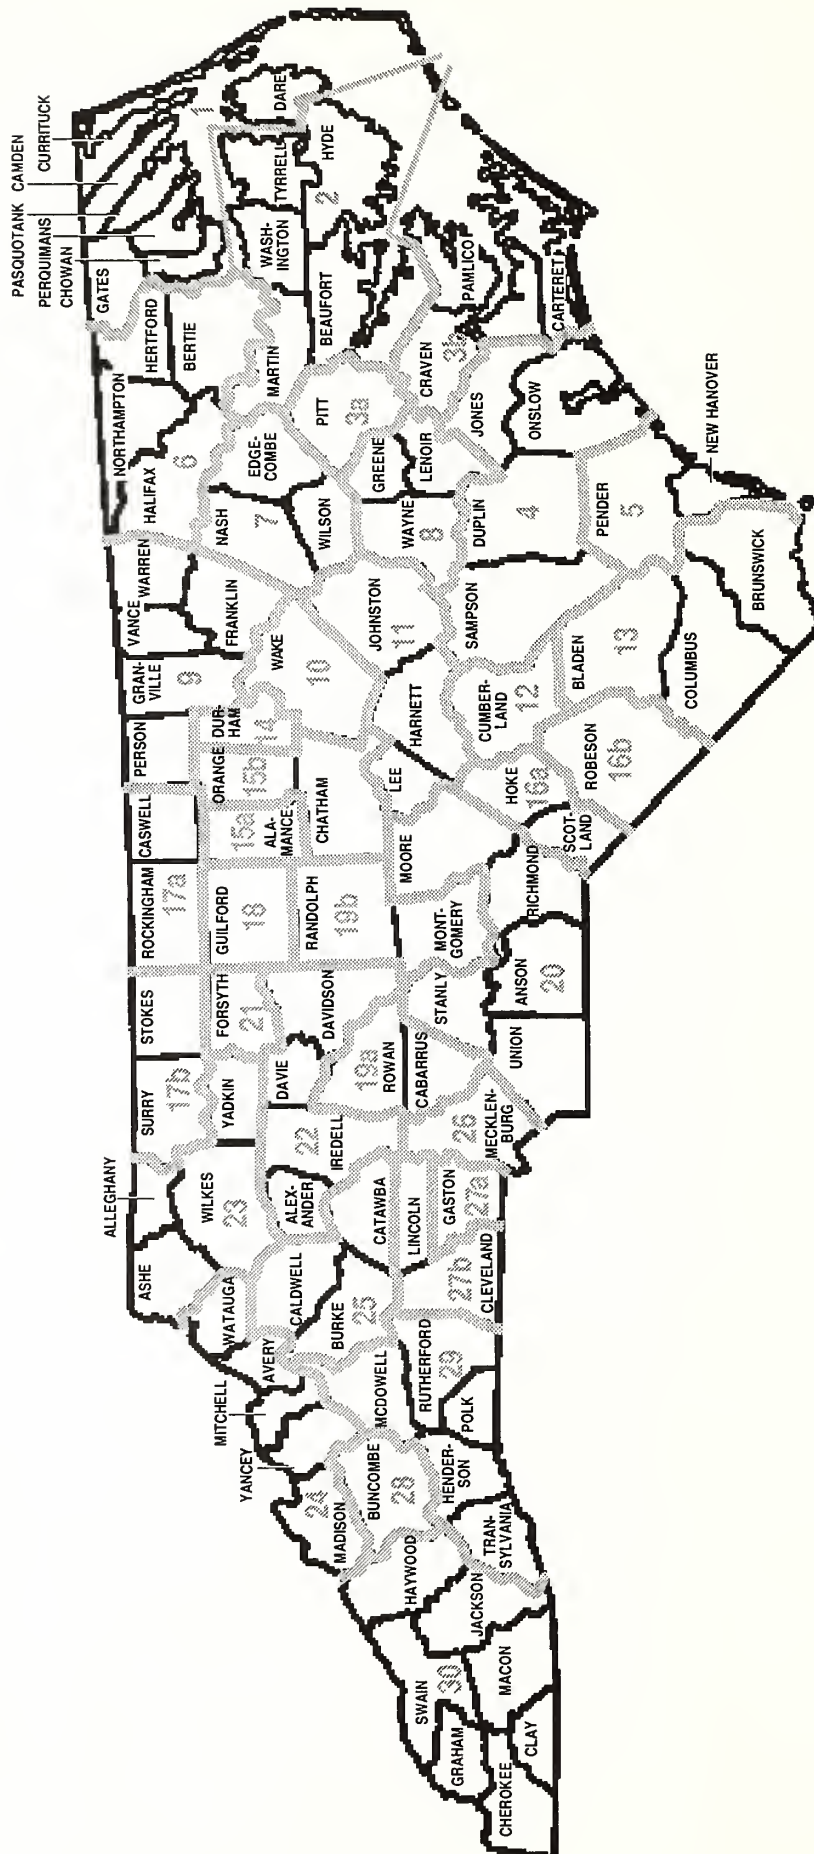 ALLEGHANY
ASHE
SURRY
STOKES
ROCKINGHAM
CASWELL
PERSON
GRAN-
VILLE
VANCE
WARREN
NORTHAMPTON
HERTFORD
GATES
PASQUOTANK
CAMDEN
PERQUIMANS
CURRITUCK
CHOWAN
1
17b
17a
9
HALIFAX
6
BERTIE
MITCHELL
WATAUGA
WILKES
23
YADKIN
FORSYTH
21
GUILFORD
18
15a
ALA-
MANCE
ORANGE
15b
DUR-
HAM
14
FRANKLIN
NASH
7
EDGE-
COMBE
MARTIN
WASH-
INGTON
TYRRELL
DARE
YANCEY
AVERY
CALDWELL
ALEX-
ANDER
22
IREDELL
DAVIE
DAVIDSON
RANDOLPH
19b
CHATHAM
WAKE
10
WILSON
PITT
3a
BEAUFORT
2
HYDE
24
MADISON
BUNCOMBE
28
MCDOWELL
BURKE
25
CATAWBA
19a
ROWAN
LEE
JOHNSTON
11
GREENE
HAYWOOD
RUTHERFORD
29
27b
CLEVELAND
LINCOLN
GASTON
27a
26
MECKLEN-
BURG
CABARRUS
STANLY
MONT-
GOMERY
MOORE
HARNETT
WAYNE
8
LENOIR
CRAVEN
3b
PAMLICO
SWAIN
30
JACKSON
TRAN-
SYLVANIA
HENDER-
SON
POLK
UNION
ANSON
20
RICHMOND
SCOT-
LAND
HOKE
16a
CUMBER-
LAND
12
SAMPSON
DUPLIN
4
JONES
ONSLOW
CARTERET
GRAHAM
CHEROKEE
CLAY
MACON
ROBESON
16b
BLADEN
13
PENDER
5
COLUMBUS
BRUNSWICK
NEW HANOVER